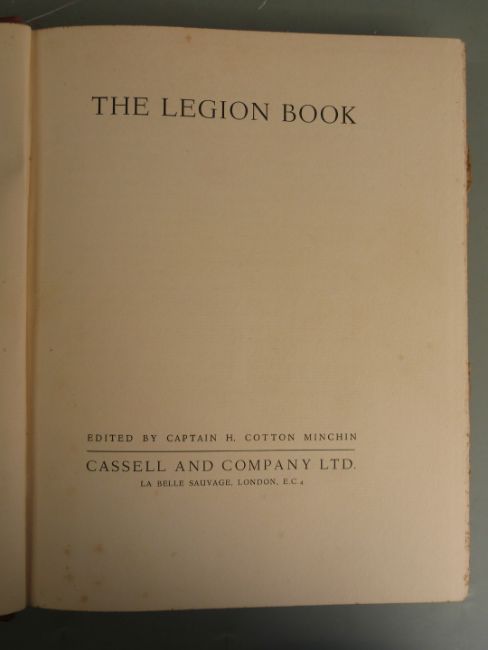 THE LEGION BOOK
EDITED BY CAPTAIN H. COTTON MINCHIN
CASSELL AND COMPANY LTD.
LA BELLE SAUVAGE, LONDON, E.C.4